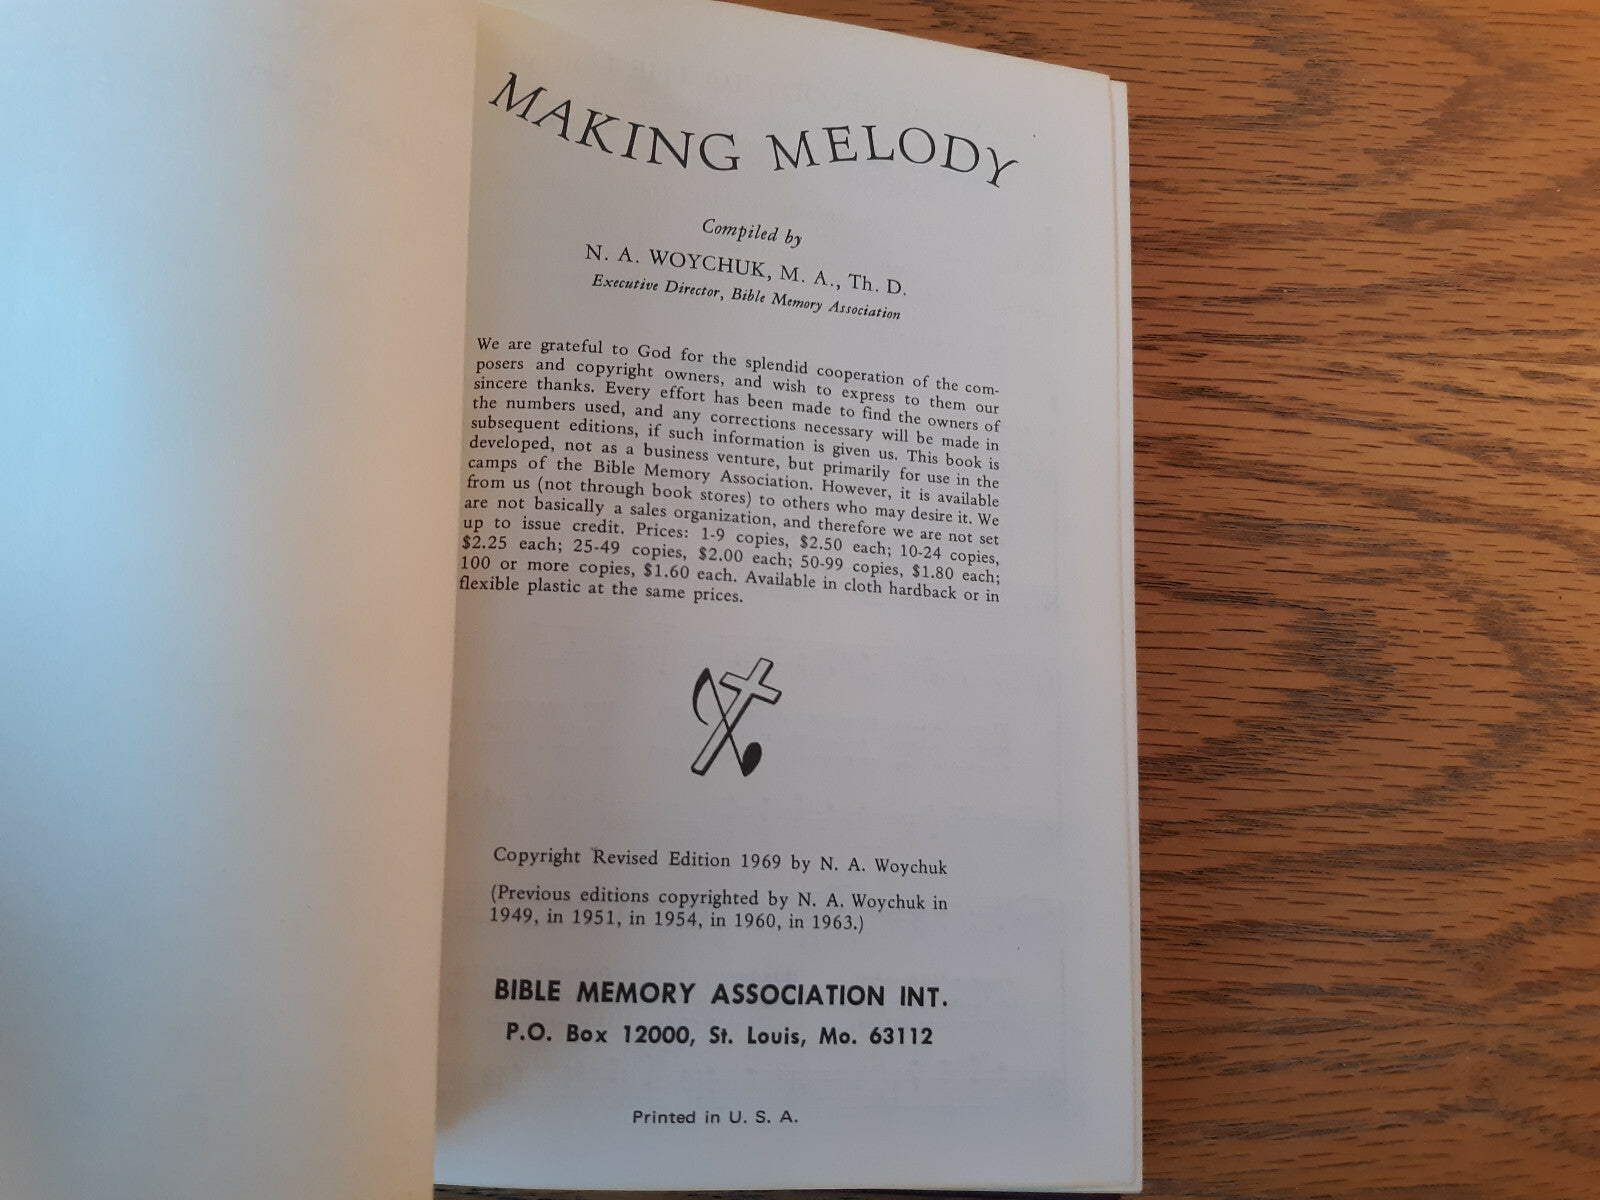 MAKING MELODY
Compiled by
N. A. WOYCHUK, M. A., Th. D.
Executive Director, Bible Memory Association
We are grateful to God for the splendid cooperation of the com-
posers and copyright owners, and wish to express to them our
sincere thanks. Every effort has been made to find the owners of
the numbers used, and any corrections necessary will be made in
subsequent editions, if such information is given us. This book is
developed, not as a business venture, but primarily for use in the
camps of the Bible Memory Association. However, it is available
from us (not through book stores) to others who may desire it. We
are not basically a sales organization, and therefore we are not set
up to issue credit. Prices: 1-9 copies, $2.50 each; 10-24 copies,
$2.25 each; 25-49 copies, $2.00 each; 50-99 copies, $1.80 each;
100 or more copies, $1.60 each. Available in cloth hardback or in
flexible plastic at the same prices.
Copyright Revised Edition 1969 by N. A. Woychuk
(Previous editions copyrighted by N. A. Woychuk in
1949, in 1951, in 1954, in 1960, in 1963.)
BIBLE MEMORY ASSOCIATION INT.
P.O. Box 12000, St. Louis, Mo. 63112
Printed in U. S. A.